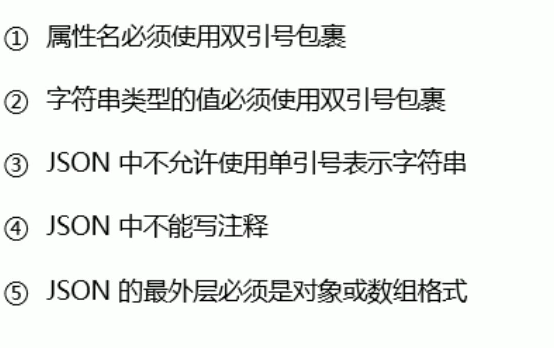 ① 属性名必须使用双引号包裹
② 字符串类型的值必须使用双引号包裹
③ JSON 中不允许使用单引号表示字符串
④ JSON 中不能写注释
⑤ JSON 的最外层必须是对象或数组格式